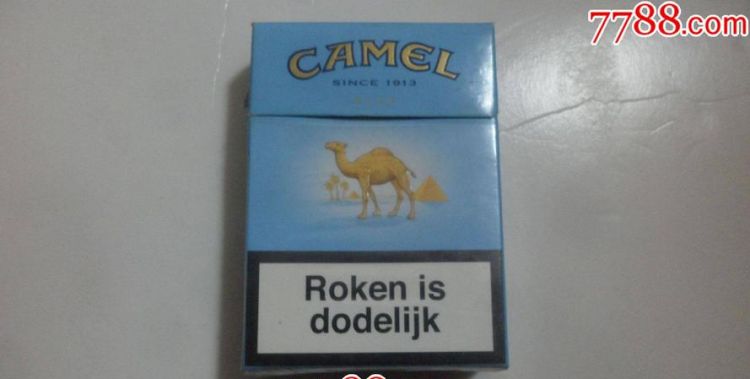 7788.com
CAMEL
SINCE 1913
Roken is
dodelijk